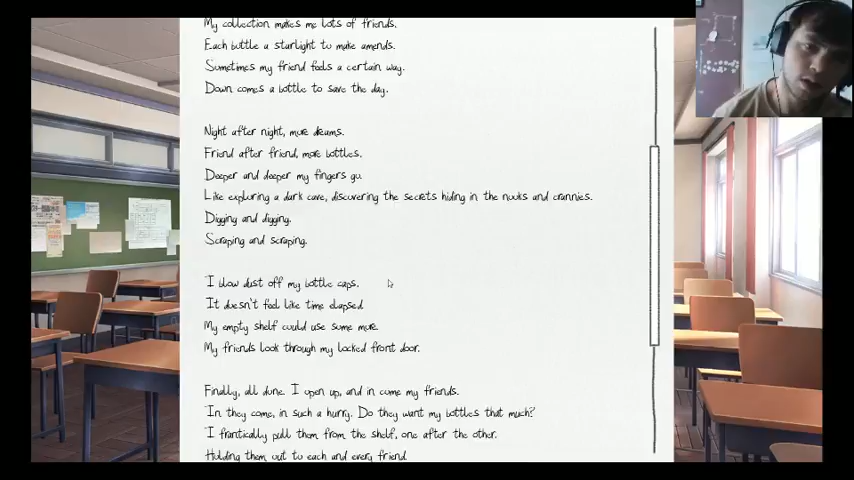 My collection makes me lots of friends.
Each bottle a starlight to make amends.
Sometimes my friend feels a certain way.
Down comes a bottle to save the day.
Night after night, more dreams.
Friend after friend, more bottles.
Deeper and deeper my fingers go.
Like exploring a dark cave, discovering the secrets hiding in the nooks and crannies.
Digging and digging.
Scraping and scraping.
I blow dust off my bottle caps.
It doesn't feel like time elapsed.
My empty shelf could use some more.
My friends look through my locked front door.
Finally, all done. I open up, and in come my friends.
In they come, in such a hurry. Do they want my bottles that much?
I frantically pull them from the shelf, one after the other.
Holding them out to each and every friend.